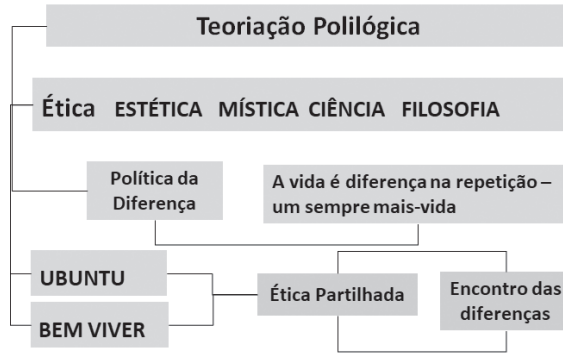 Teoriação Polilógica
Ética ESTÉTICA MÍSTICA CIÊNCIA FILOSOFIA
Política da
Diferença
A vida é diferença na repetição –
um sempre mais-vida
UBUNTU
BEM VIVER
Ética Partilhada
Encontro das
diferenças